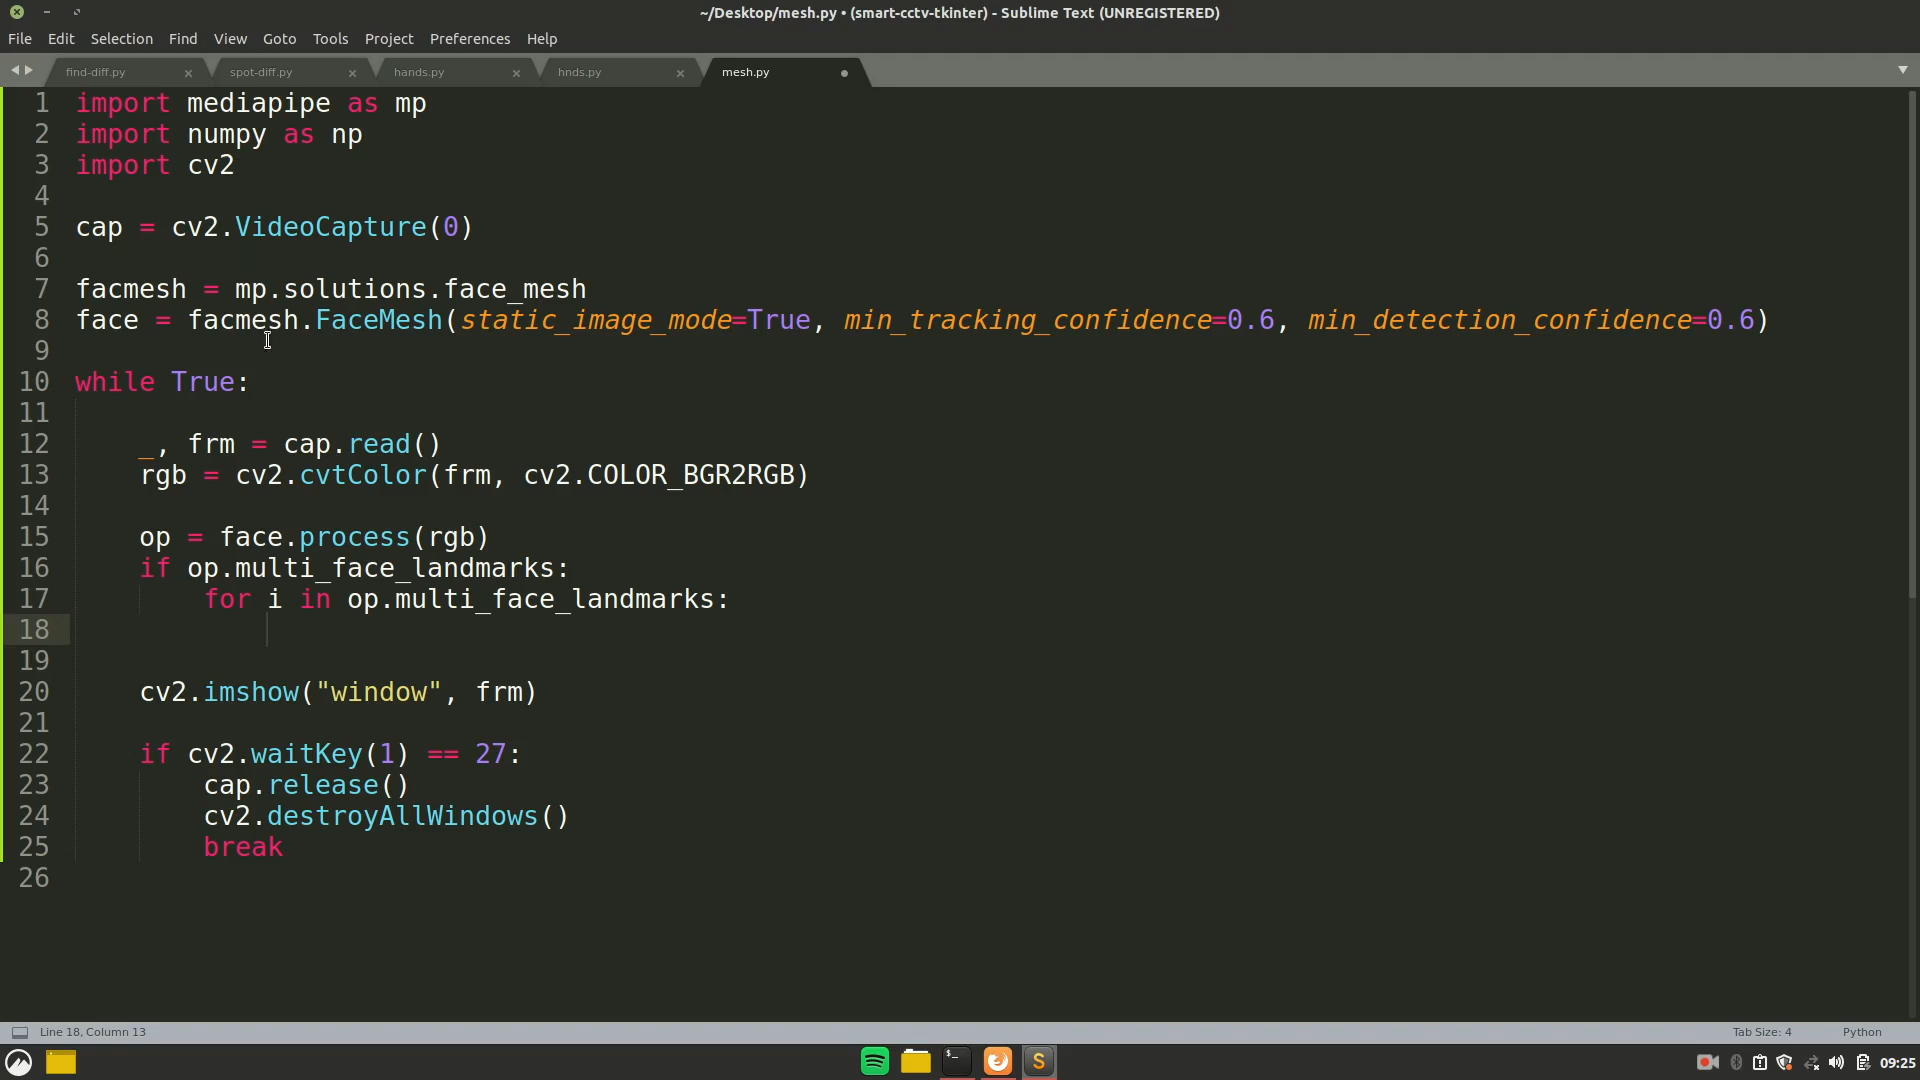 ~/Desktop/mesh.py • (smart-cctv-tkinter) - Sublime Text (UNREGISTERED)
File Edit Selection Find View Goto Tools Project Preferences Help
find-diff.py × spot-diff.py × hands.py × hnds.py × mesh.py
1 import mediapipe as mp
2 import numpy as np
3 import cv2
4
5 cap = cv2.VideoCapture(0)
6
7 facmesh = mp.solutions.face_mesh
8 face = facmesh.FaceMesh(static_image_mode=True, min_tracking_confidence=0.6, min_detection_confidence=0.6)
9
10 while True:
11
12     _, frm = cap.read()
13     rgb = cv2.cvtColor(frm, cv2.COLOR_BGR2RGB)
14
15     op = face.process(rgb)
16     if op.multi_face_landmarks:
17         for i in op.multi_face_landmarks:
18
19
20     cv2.imshow("window", frm)
21
22     if cv2.waitKey(1) == 27:
23         cap.release()
24         cv2.destroyAllWindows()
25         break
26
Line 18, Column 13 Tab Size: 4 Python
$_ S 09:25